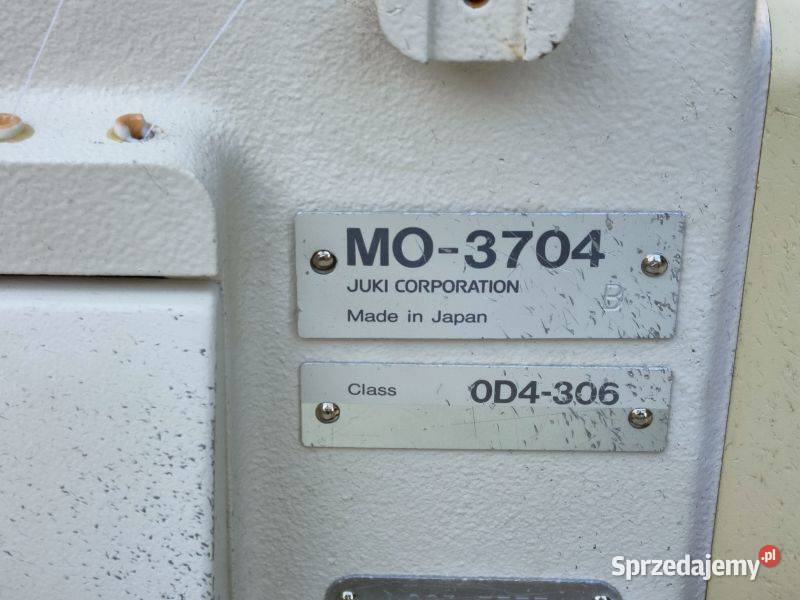 MO-3704
JUKI CORPORATION
B
Made in Japan
Class 0D4-306
Sprzedajemy.pl